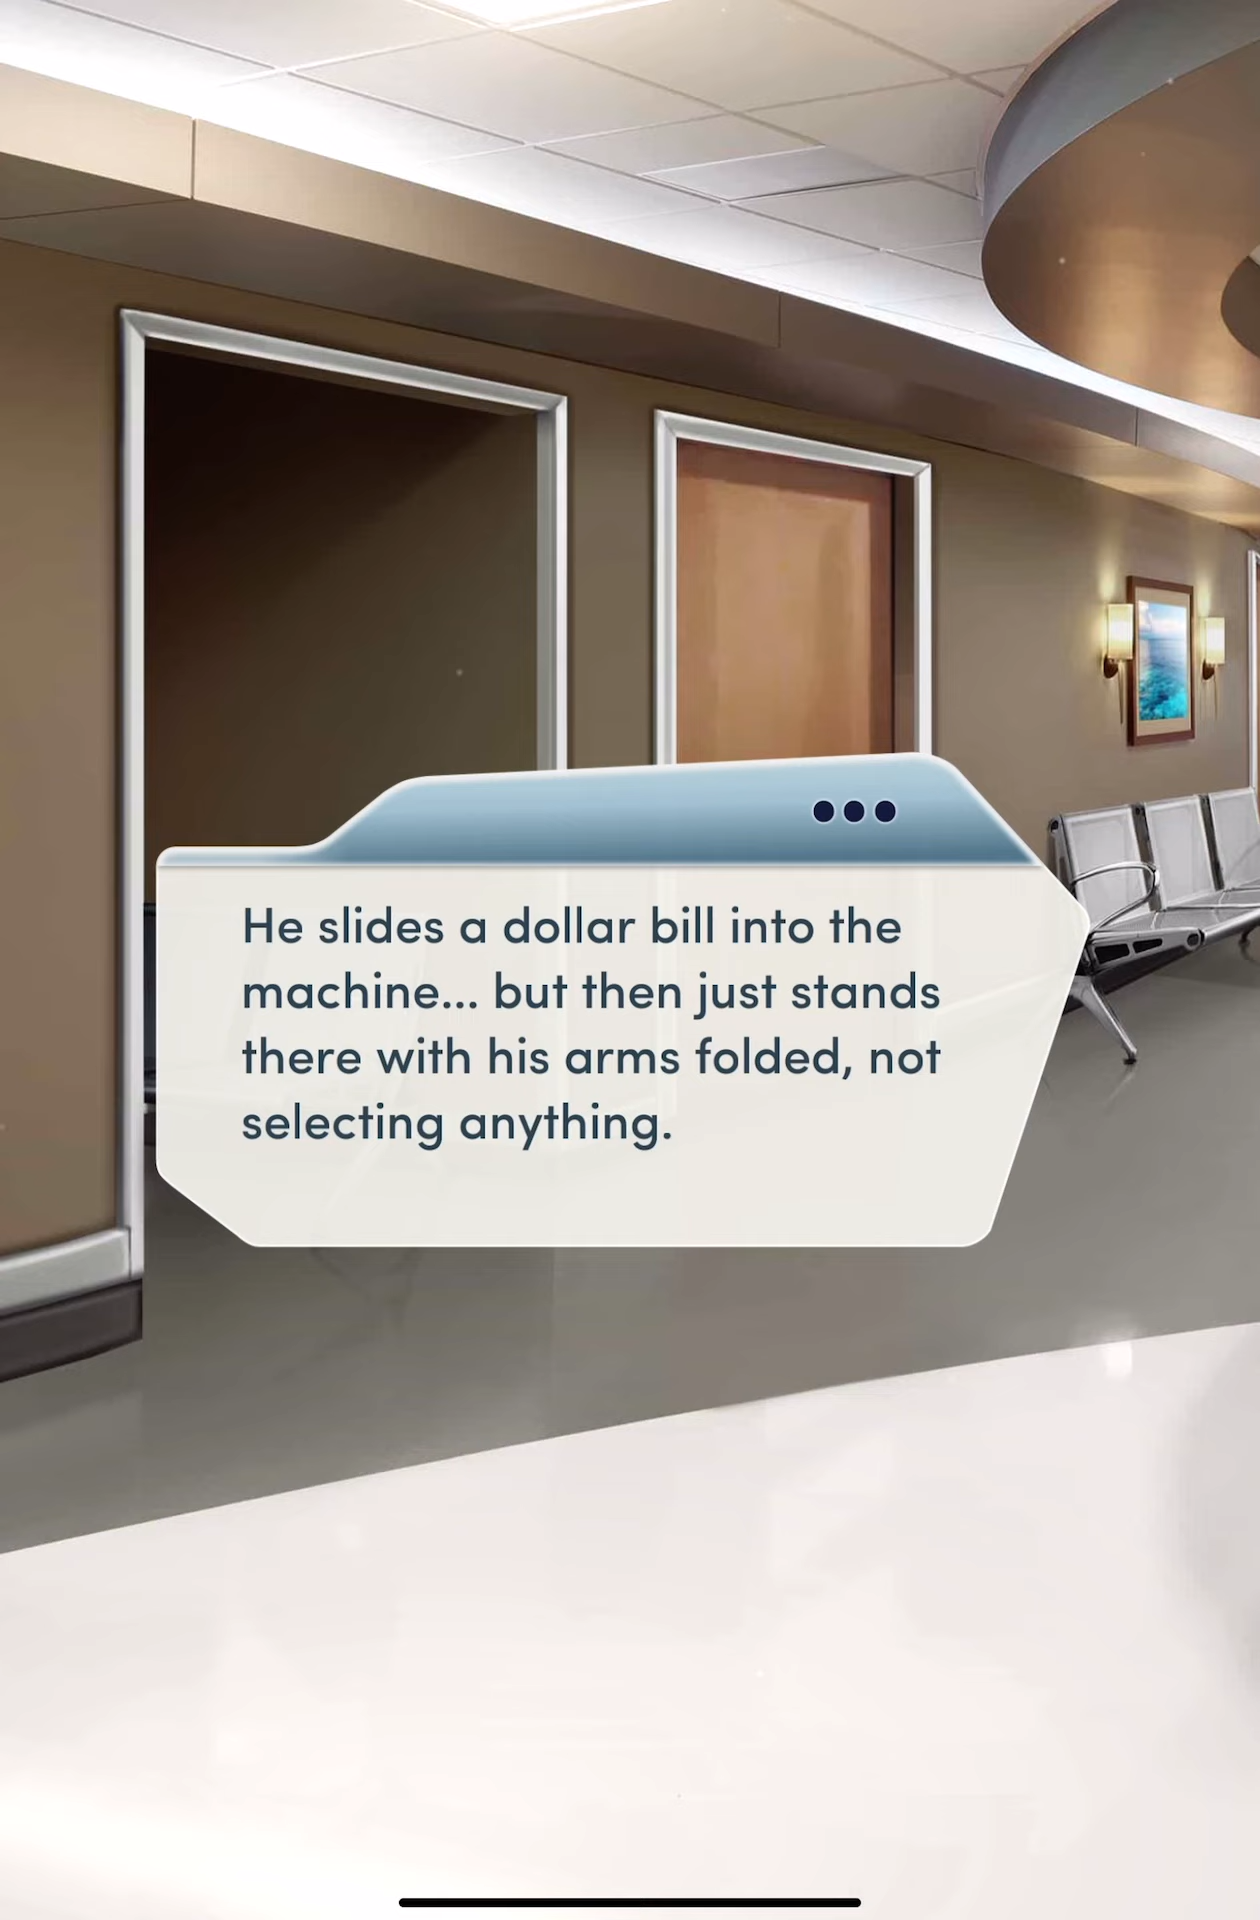 He slides a dollar bill into the
machine... but then just stands
there with his arms folded, not
selecting anything.